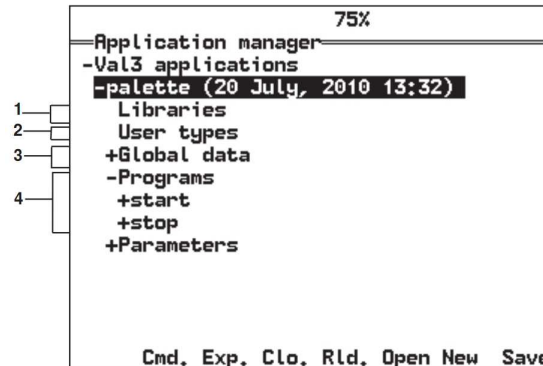 75%
Application manager
-Val3 applications
-palette (20 July, 2010 13:32)
1 Libraries
2 User types
3 +Global data
-Programs
4 +start
+stop
+Parameters
Cmd. Exp. Clo. Rld. Open New Save